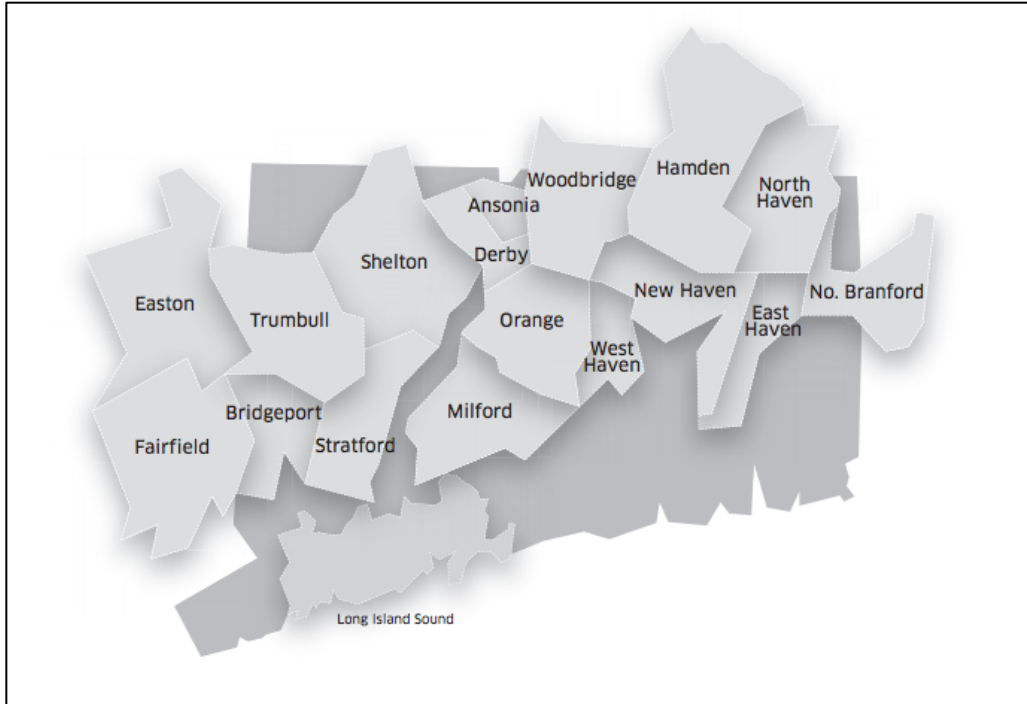 Hamden
Woodbridge
North
Haven
Ansonia
Derby
Shelton
Easton
Trumbull
Orange
New Haven
No. Branford
East
Haven
West
Haven
Bridgeport
Milford
Fairfield
Stratford
Long Island Sound